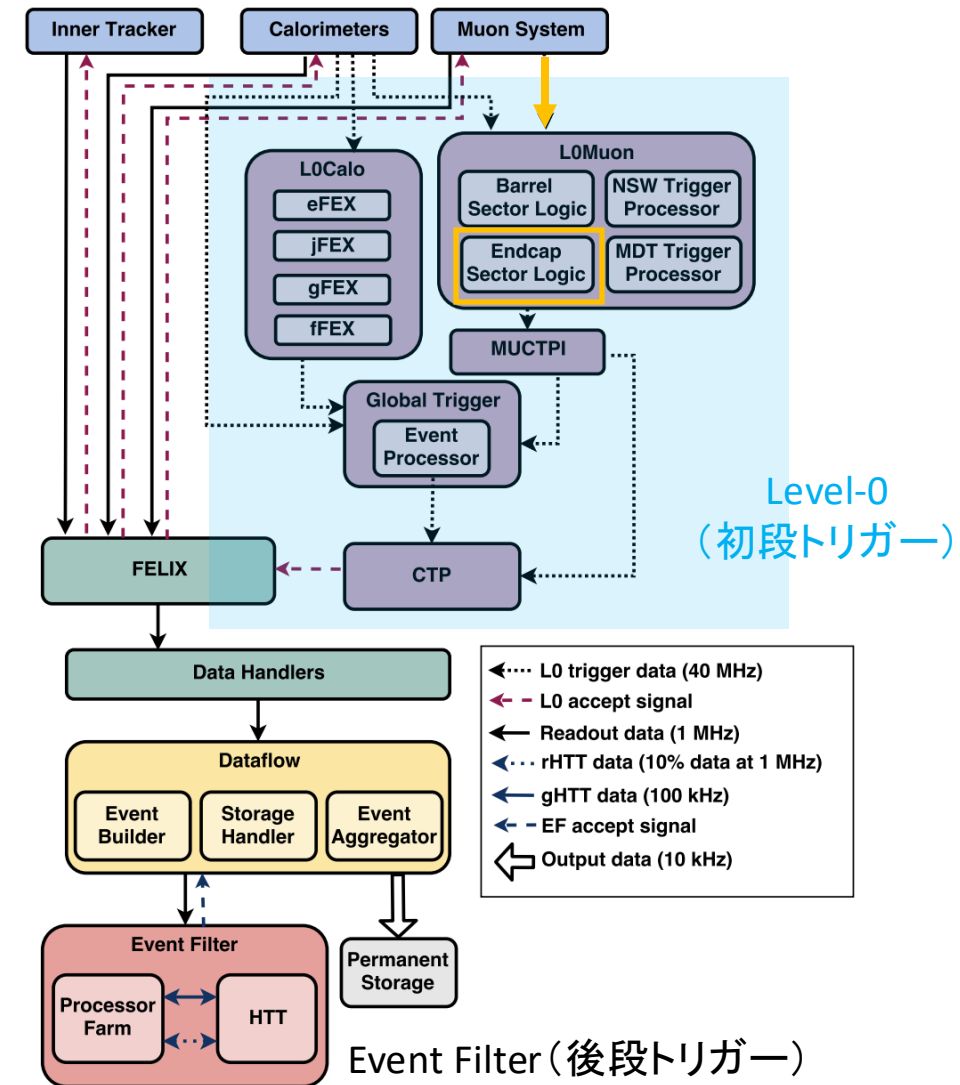 Inner Tracker
Calorimeters
Muon System
L0Calo
eFEX
jFEX
gFEX
fFEX
L0Muon
Barrel
Sector Logic
NSW Trigger
Processor
Endcap
Sector Logic
MDT Trigger
Processor
MUCTPI
Global Trigger
Event
Processor
Level-0
（初段トリガー）
FELIX
CTP
Data Handlers
L0 trigger data (40 MHz)
L0 accept signal
Readout data (1 MHz)
rHTT data (10% data at 1 MHz)
gHTT data (100 kHz)
EF accept signal
Output data (10 kHz)
Dataflow
Event
Builder
Storage
Handler
Event
Aggregator
Event Filter
Processor
Farm
HTT
Permanent
Storage
Event Filter（後段トリガー）